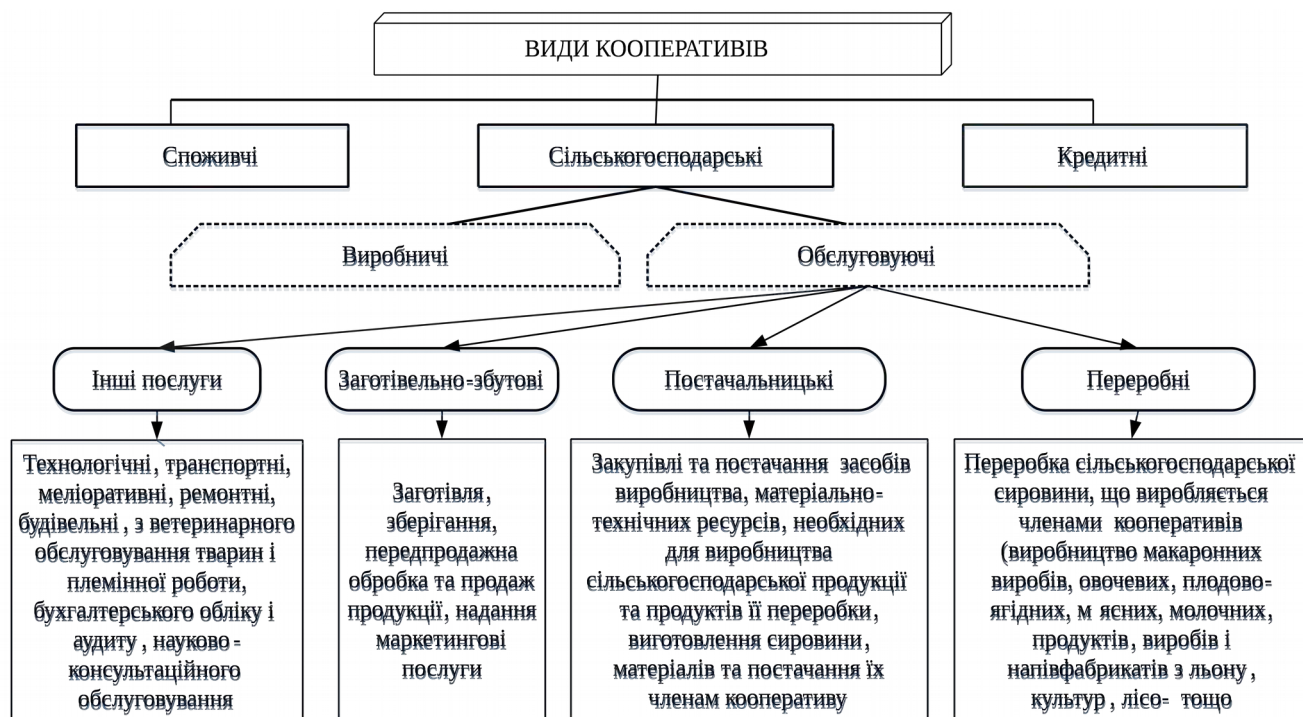 ВИДИ КООПЕРАТИВІВ
Споживчі
Сільськогосподарські
Кредитні
Виробничі
Обслуговуючі
Інші послуги
Заготівельно-збутові
Постачальницькі
Переробні
Технологічні, транспортні,
меліоративні, ремонтні,
будівельні, з ветеринарного
обслуговування тварин і
племінної роботи,
бухгалтерського обліку і
аудиту, науково-
консультаційного
обслуговування
Заготівля,
зберігання,
передпродажна
обробка та продаж
продукції, надання
маркетингові
послуги
Закупівлі та постачання засобів
виробництва, матеріально-
технічних ресурсів, необхідних
для виробництва
сільськогосподарської продукції
та продуктів її переробки,
виготовлення сировини,
матеріалів та постачання їх
членам кооперативу
Переробка сільськогосподарської
сировини, що виробляється
членами кооперативів
(виробництво макаронних
виробів, овочевих, плодово-
ягідних, м ясних, молочних,
продуктів, виробів і
напівфабрикатів з льону,
культур, лісо- тощо